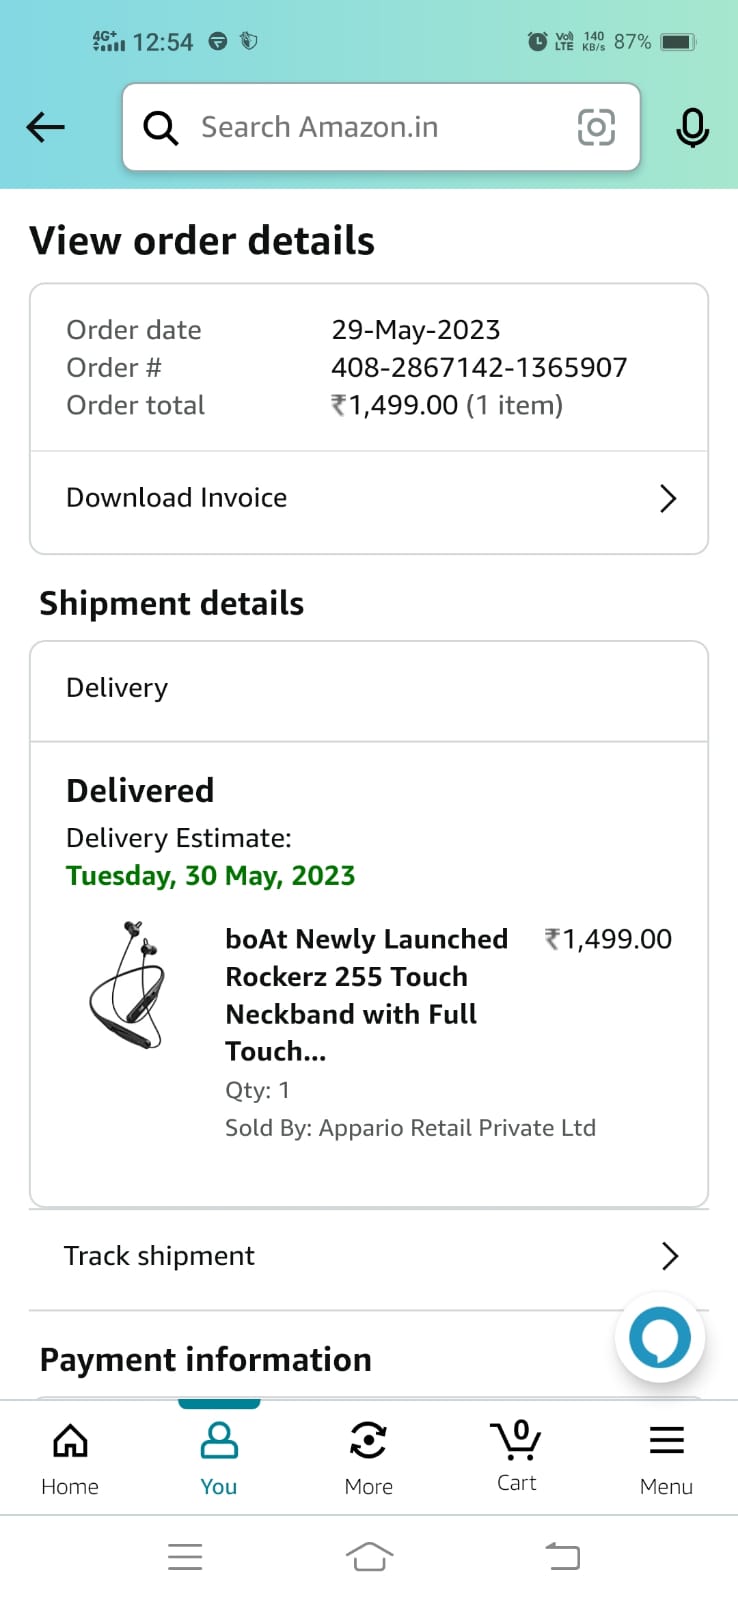 4G+ 12:54 Vo) LTE 140 KB/s 87%
Search Amazon.in
View order details
Order date 29-May-2023
Order # 408-2867142-1365907
Order total ₹1,499.00 (1 item)
Download Invoice
Shipment details
Delivery
Delivered
Delivery Estimate:
Tuesday, 30 May, 2023
boAt Newly Launched ₹1,499.00
Rockerz 255 Touch
Neckband with Full
Touch...
Qty: 1
Sold By: Appario Retail Private Ltd
Track shipment
Payment information
0
Home You More Cart Menu